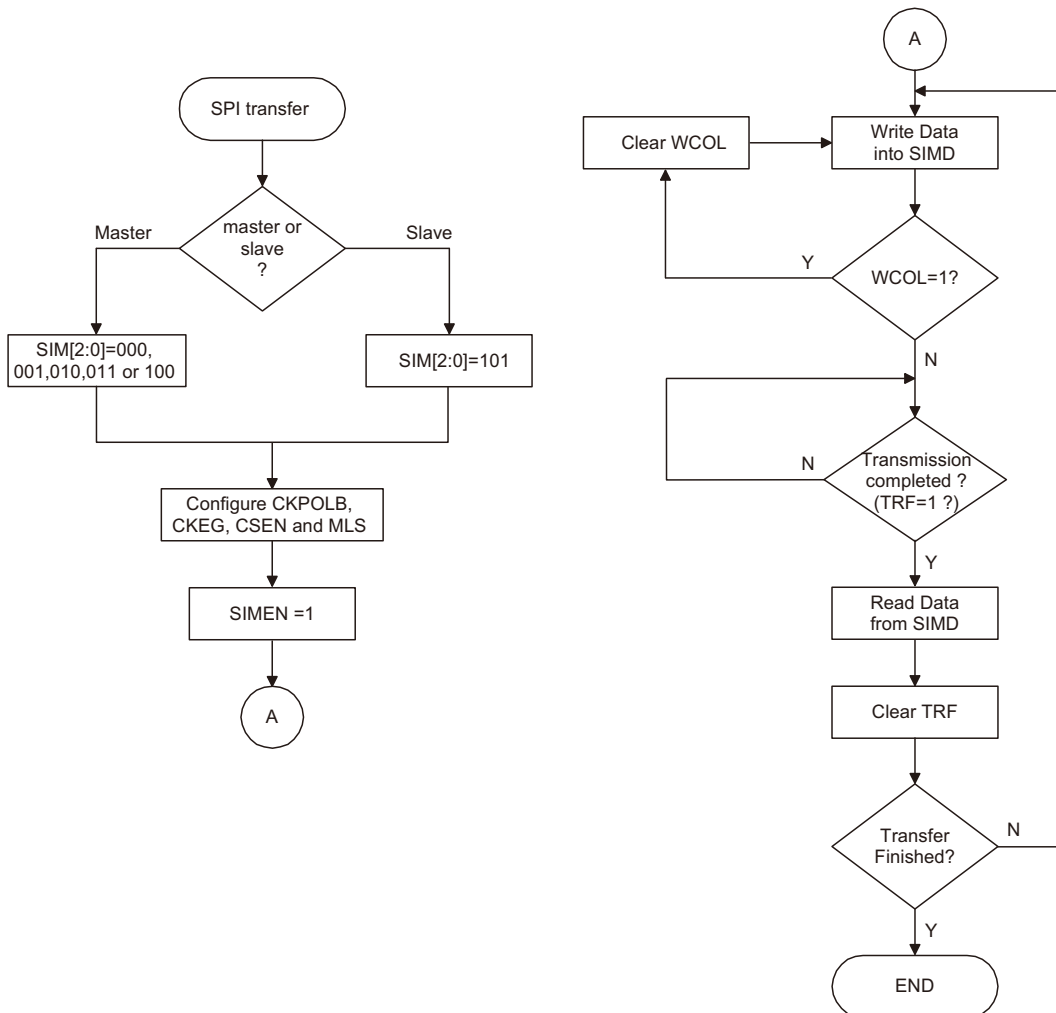 SPI transfer
master or
slave
?
Master
Slave
SIM[2:0]=000,
001,010,011 or 100
SIM[2:0]=101
Configure CKPOLB,
CKEG, CSEN and MLS
SIMEN =1
A
A
Clear WCOL
Write Data
into SIMD
Y
WCOL=1?
N
N
Transmission
completed ?
(TRF=1 ?)
Y
Read Data
from SIMD
Clear TRF
Transfer
Finished?
N
Y
END